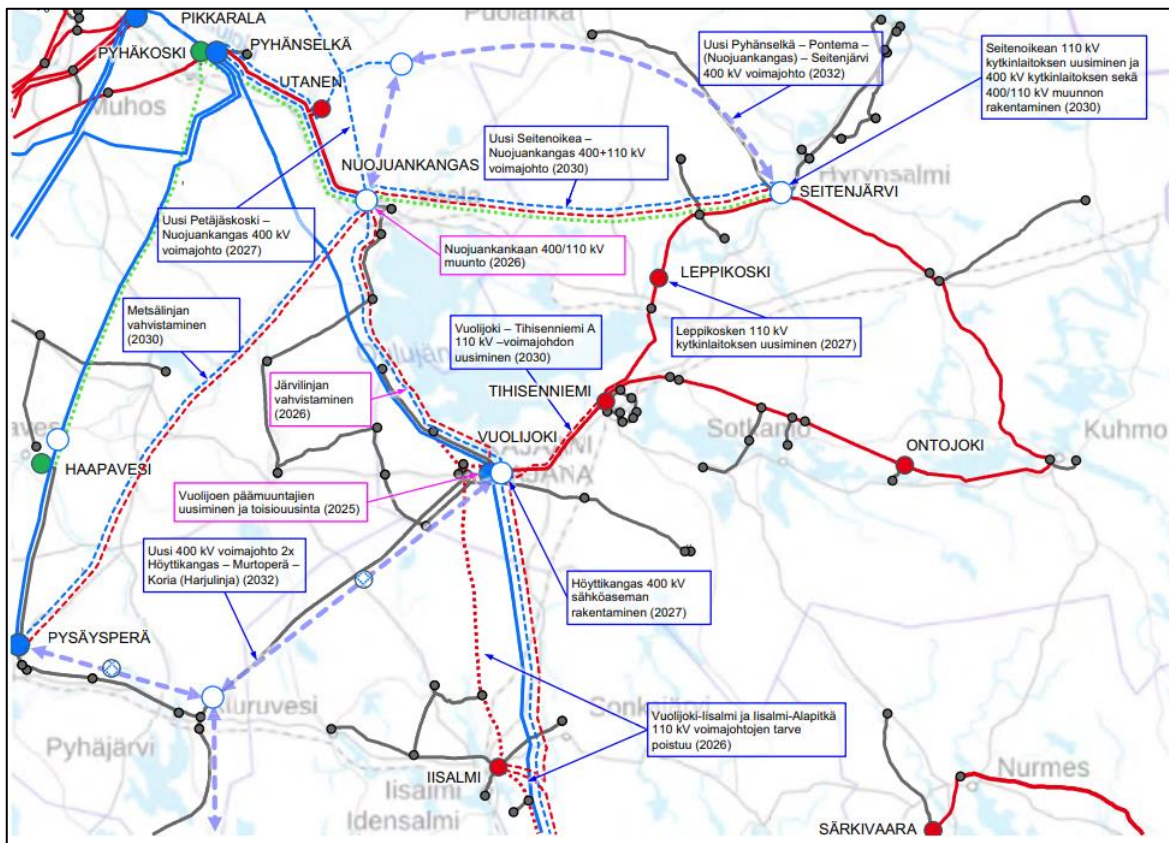 PIKKARALA
Puolanka
PYHÄKOSKI
PYHÄNSELKÄ
Uusi Pyhänselkä – Pontema –
(Nuojuankangas) – Seitenjärvi
400 kV voimajohto (2032)
Seitenoikean 110 kV
kytkinlaitoksen uusiminen ja
400 kV kytkinlaitoksen sekä
400/110 kV muunnon
rakentaminen (2030)
UTANEN
Muhos
Uusi Seitenoikea –
Nuojuankangas 400+110 kV
voimajohto (2030)
NUOJUANKANGAS
Vaala
Hyrynsalmi
SEITENJÄRVI
Uusi Petäjäskoski –
Nuojuankangas 400 kV
voimajohto (2027)
Nuojuankankaan 400/110 kV
muunto (2026)
LEPPIKOSKI
Metsälinjan
vahvistaminen
(2030)
Vuolijoki – Tihisenniemi A
110 kV –voimajohdon
uusiminen (2030)
Leppikosken 110 kV
kytkinlaitoksen uusiminen (2027)
Järvilinjan
vahvistaminen
(2026)
TIHISENNIEMI
VUOLIJOKI
KAJAANI
KAJANA
Sotkamo
ONTOJOKI
Kuhmo
HAAPAVESI
Vuolijoen päämuuntajien
uusiminen ja toisiousinta (2025)
Uusi 400 kV voimajohto 2x
Höyttikangas – Murtoperä –
Koria (Harjulinja) (2032)
Höyttikangas 400 kV
sähköaseman
rakentaminen (2027)
PYSÄYSPERÄ
Kiuruvesi
Sonkajärvi
Pyhäjärvi
Vuolijoki-Iisalmi ja Iisalmi-Alapitkä
110 kV voimajohtojen tarve
poistuu (2026)
IISALMI
Iisalmi
Idensalmi
Nurmes
SÄRKIVAARA